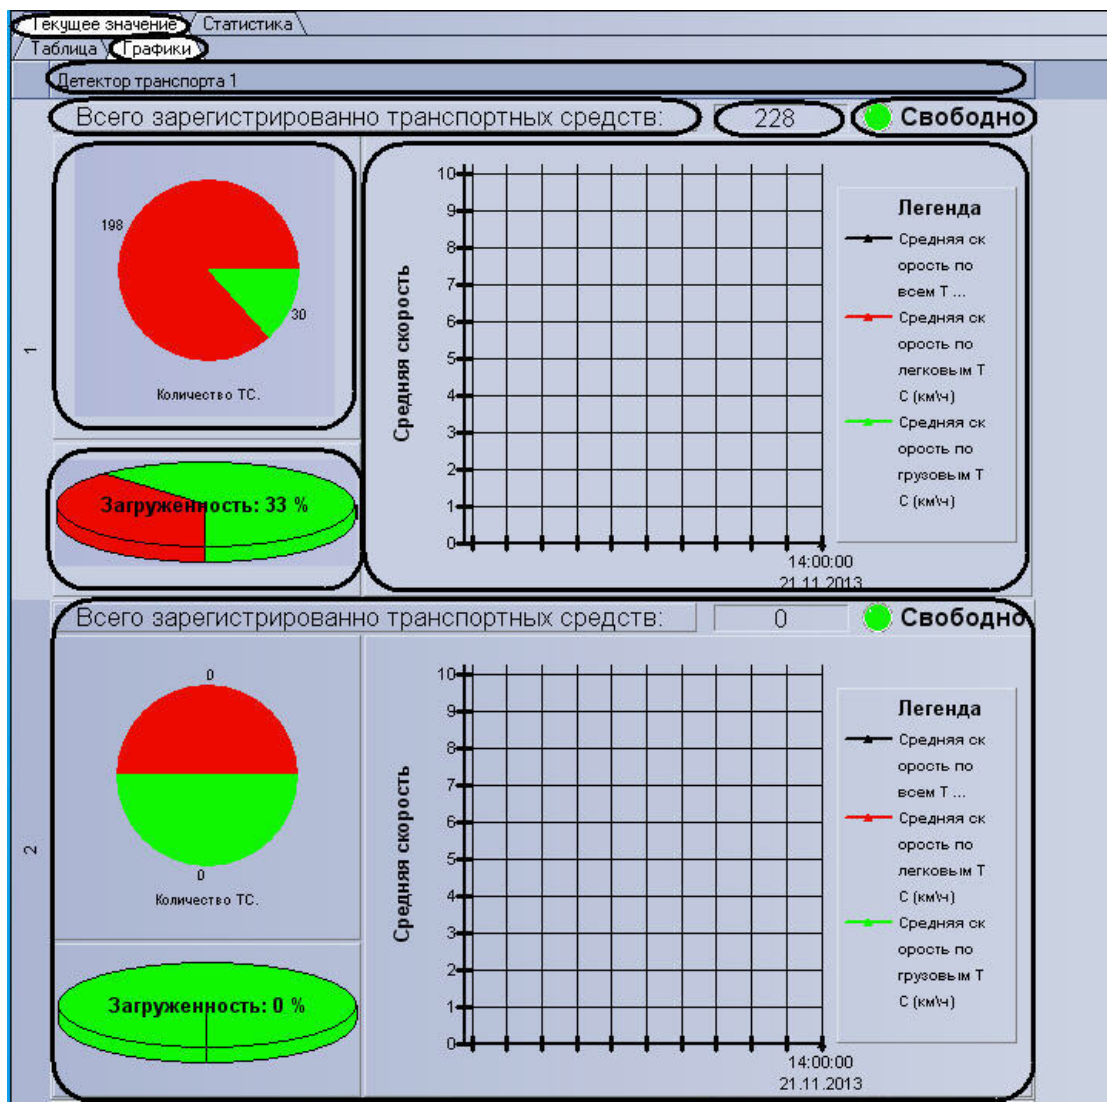 Текущее значение Статистика
Таблица Графики
Детектор транспорта 1
Всего зарегистрированно транспортных средств: 228 Свободно
1
198
30
Количество ТС.
Загруженность: 33 %
Средняя скорость
10
9
8
7
6
5
4
3
2
1
0
14:00:00
21.11.2013
Легенда
Средняя ск
орость по
всем Т ...
Средняя ск
орость по
легковым Т
С (км\ч)
Средняя ск
орость по
грузовым Т
С (км\ч)
Всего зарегистрированно транспортных средств: 0 Свободно
2
0
0
Количество ТС.
Загруженность: 0 %
Средняя скорость
10
9
8
7
6
5
4
3
2
1
0
14:00:00
21.11.2013
Легенда
Средняя ск
орость по
всем Т ...
Средняя ск
орость по
легковым Т
С (км\ч)
Средняя ск
орость по
грузовым Т
С (км\ч)